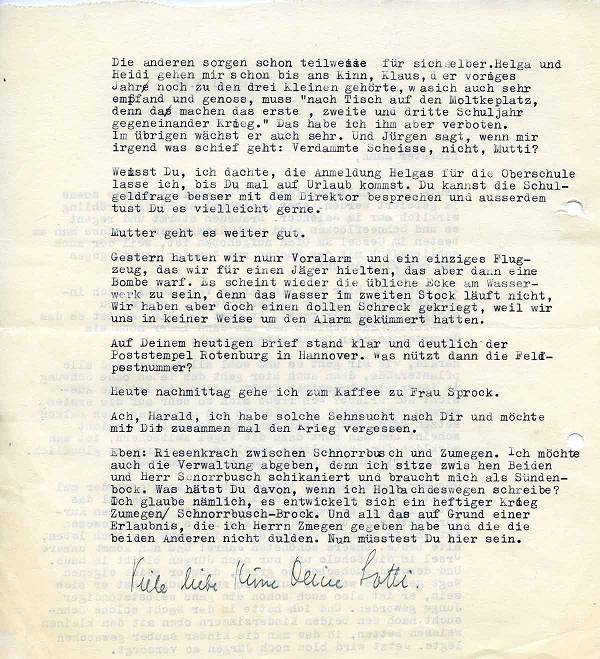 Die anderen sorgen schon teilweise für sichselber.Helga und
Heidi gehen mir schon bis ans Kinn, Klaus,der voriges
Jahr noch zu den drei Kleinen gehörte, wasich auch sehr
empfand und genoss, muss "nach Tisch auf den Moltkeplatz,
denn da machen das erste , zweite und dritte Schuljahr
gegeneinander Krieg." Das habe ich ihm aber verboten.
Im übrigen wächst er auch sehr. Und Jürgen sagt, wenn mir
irgend was schief geht: Verdammte Scheisse, nicht, Mutti?
Weisst Du, ich dachte, die Anmeldung Helgas für die Oberschule
lasse ich, bis Du mal auf Urlaub kommst. Du kannst die Schul-
geldfrage besser mit dem Direktor besprechen und ausserdem
tust Du es vielleicht gerne.
Mutter geht es weiter gut.
Gestern hatten wir nuhr Voralarm und ein einziges Flug-
zeug, das wir für einen Jäger hielten, das aber dann eine
Bombe warf. Es scheint wieder die übliche Ecke am Wasser-
werk zu sein, denn das Wasser im zweiten Stock läuft nicht,
Wir haben aber doch einen dollen Schreck gekriegt, weil wir
uns in keiner Weise um den Alarm gekümmert hatten.
Auf Deinem heutigen Brief stand klar und deutlich der
Poststempel Rotenburg in Hannover. Was nützt dann die Feld-
postnummer?
Heute nachmittag gehe ich zum Kaffee zu Frau Sprock.
Ach, Harald, ich habe solche Sehnsucht nach Dir und möchte
mit Dir zusammen mal den Krieg vergessen.
Eben: Riesenkrach zwischen Schnorrbusch und Zumegen. Ich möchte
auch die Verwaltung abgeben, denn ich sitze zwis hen Beiden
und Herr Scnorrbusch schikaniert und braucht mich als Sünden-
bock. Was hätst Du davon, wenn ich Holbachdeswegen schreibe?
Ich glaube nämlich, es entwickelt sich ein heftiger Krieg
Zumegen/ Schnorrbusch-Brock. Und all das auf Grund einer
Erlaubnis, die ich Herrn Zmegen gegeben habe und die die
beiden Anderen nicht dulden. Nun müsstest Du hier sein.
Viele liebe Küsse Deine Lotti.